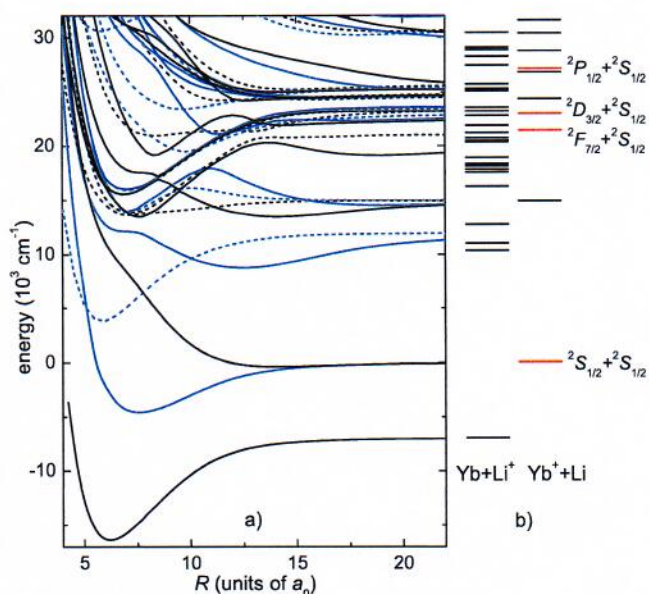 30
20
10
0
-10
energy (10³ cm⁻¹)
5
10
15
20
R (units of a₀)
a)
²P₁/₂+²S₁/₂
²D₃/₂+²S₁/₂
²F₇/₂+²S₁/₂
²S₁/₂+²S₁/₂
Yb+Li⁺ Yb⁺+Li
b)